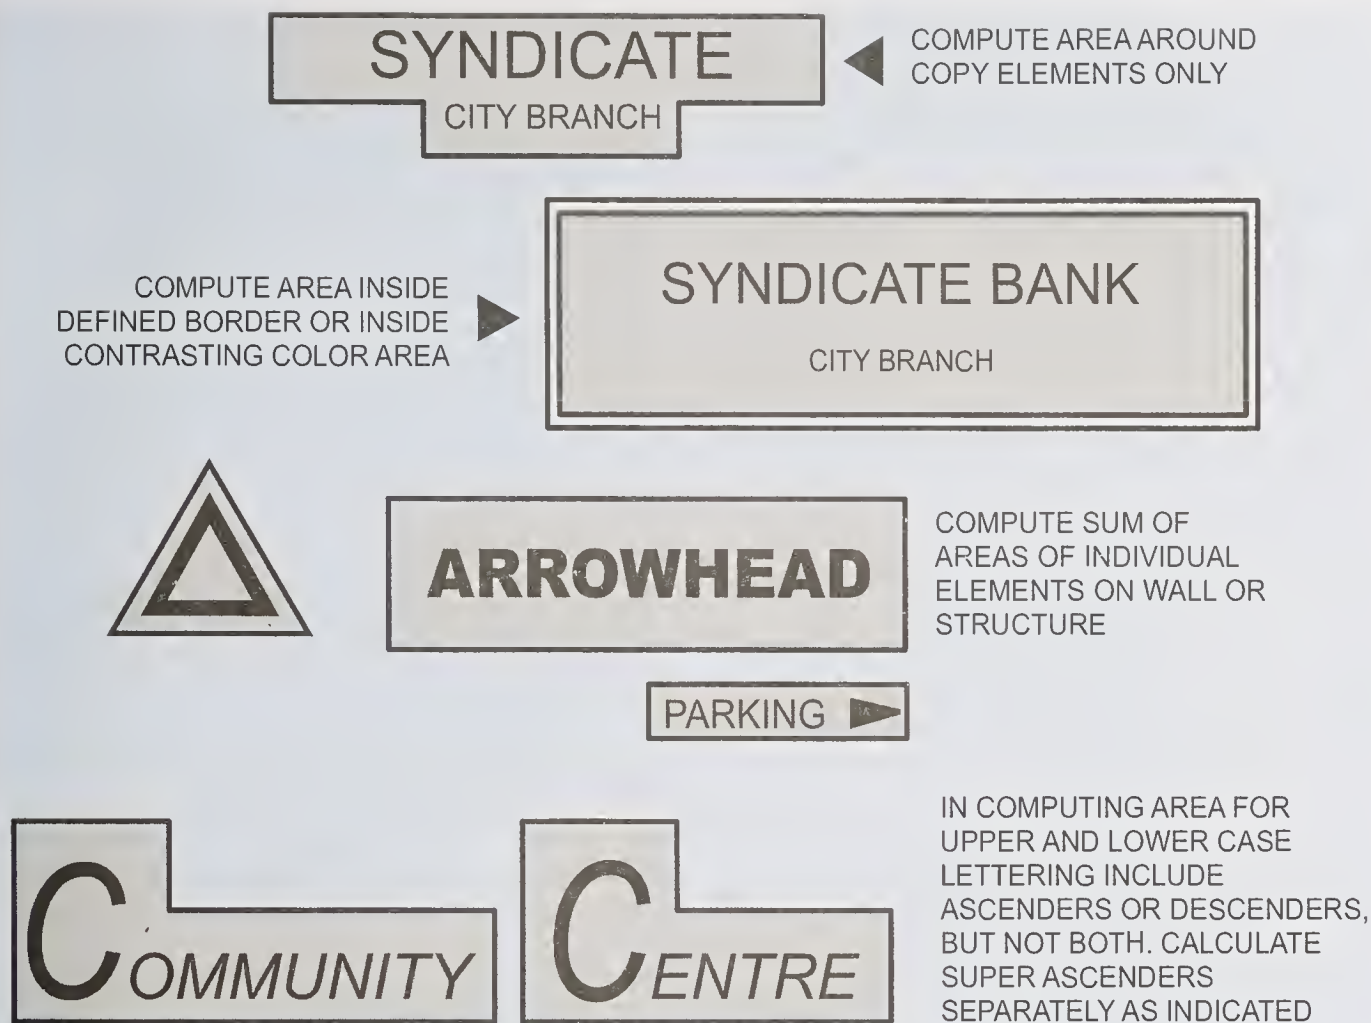 SYNDICATE
CITY BRANCH
COMPUTE AREA AROUND
COPY ELEMENTS ONLY
COMPUTE AREA INSIDE
DEFINED BORDER OR INSIDE
CONTRASTING COLOR AREA
SYNDICATE BANK
CITY BRANCH
ARROWHEAD
COMPUTE SUM OF
AREAS OF INDIVIDUAL
ELEMENTS ON WALL OR
STRUCTURE
PARKING
COMMUNITY
CENTRE
IN COMPUTING AREA FOR
UPPER AND LOWER CASE
LETTERING INCLUDE
ASCENDERS OR DESCENDERS,
BUT NOT BOTH. CALCULATE
SUPER ASCENDERS
SEPARATELY AS INDICATED